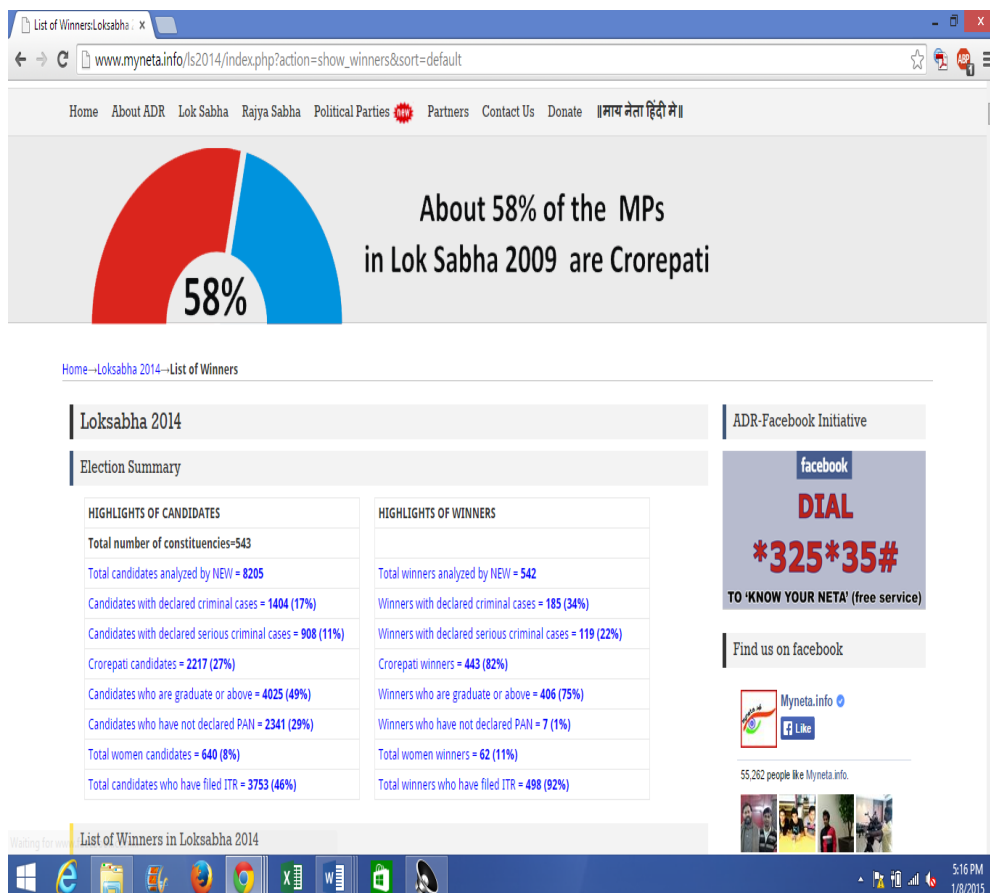 List of Winners:Loksabha
www.myneta.info/ls2014/index.php?action=show_winners&sort=default
ABP
1
Home About ADR Lok Sabha Rajya Sabha Political Parties new Partners Contact Us Donate ॥माय नेता हिंदी मे॥
About 58% of the MPs
in Lok Sabha 2009 are Crorepati
58%
Home→Loksabha 2014→List of Winners
Loksabha 2014
Election Summary
HIGHLIGHTS OF CANDIDATES
Total number of constituencies=543
Total candidates analyzed by NEW = 8205
Candidates with declared criminal cases = 1404 (17%)
Candidates with declared serious criminal cases = 908 (11%)
Crorepati candidates = 2217 (27%)
Candidates who are graduate or above = 4025 (49%)
Candidates who have not declared PAN = 2341 (29%)
Total women candidates = 640 (8%)
Total candidates who have filed ITR = 3753 (46%)
HIGHLIGHTS OF WINNERS
Total winners analyzed by NEW = 542
Winners with declared criminal cases = 185 (34%)
Winners with declared serious criminal cases = 119 (22%)
Crorepati winners = 443 (82%)
Winners who are graduate or above = 406 (75%)
Winners who have not declared PAN = 7 (1%)
Total women winners = 62 (11%)
Total winners who have filed ITR = 498 (92%)
List of Winners in Loksabha 2014
ADR-Facebook Initiative
facebook
DIAL
*325*35#
TO 'KNOW YOUR NETA' (free service)
Find us on facebook
Myneta.info
Like
55,262 people like Myneta.info.
Waiting for www.
5:16 PM
1/8/2015